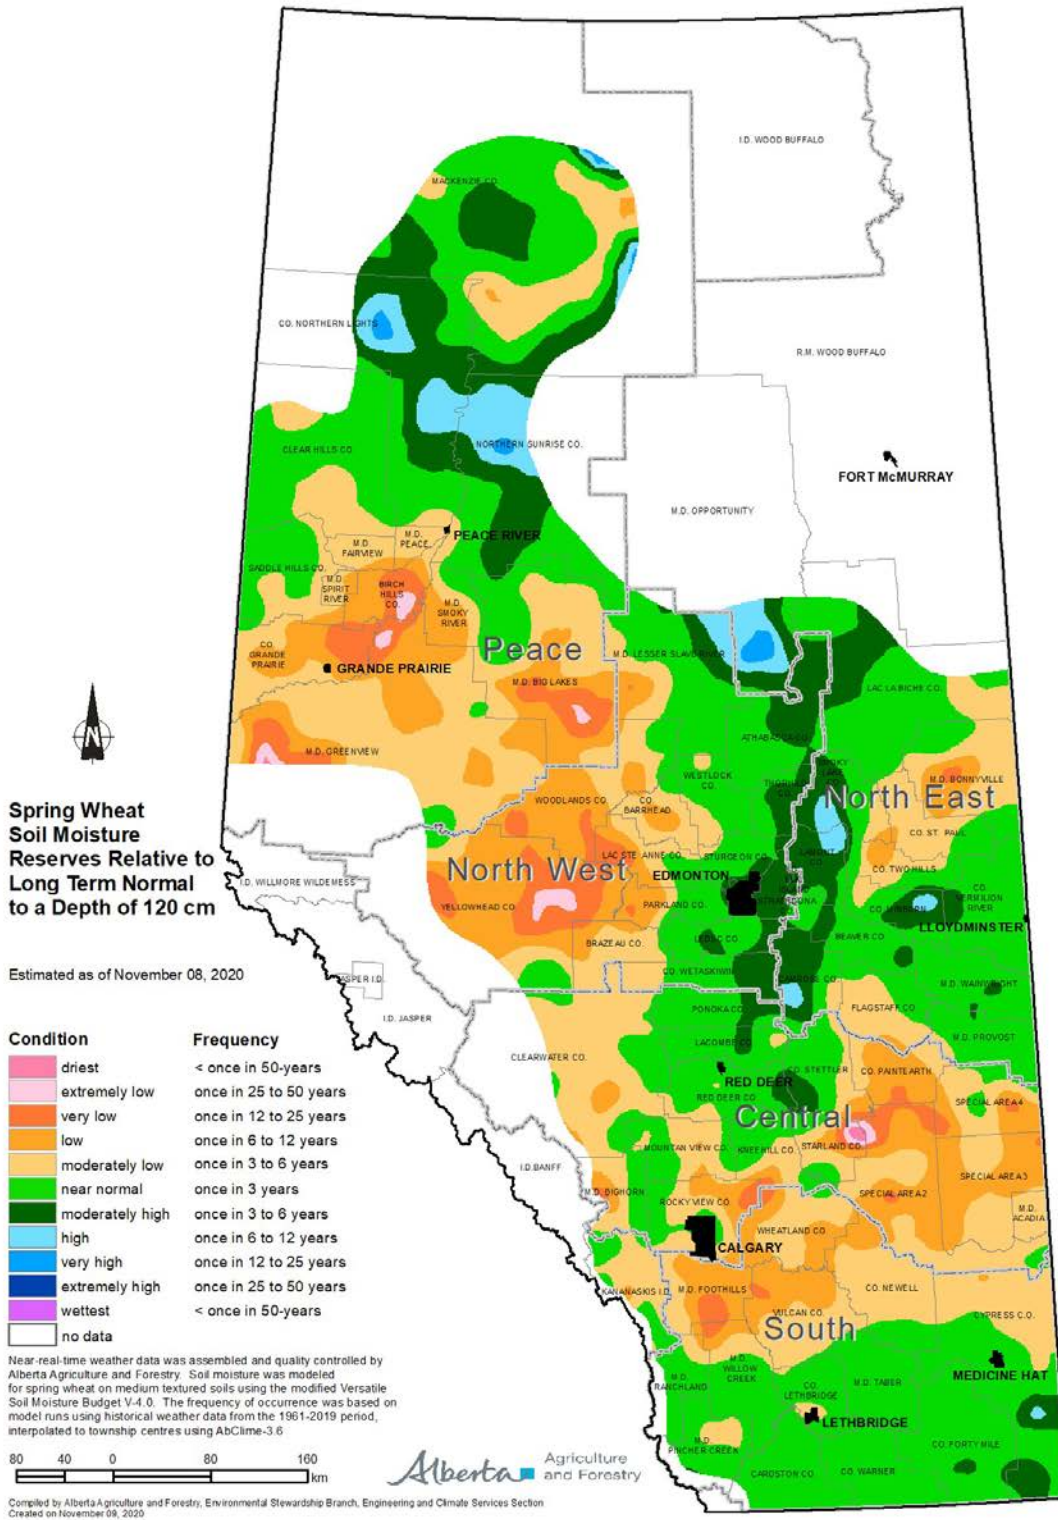 I.D. WOOD BUFFALO
MACKENZIE CO.
CO. NORTHERN LIGHTS
R.M. WOOD BUFFALO
CLEAR HILLS CO.
NORTHERN SUNRISE CO.
FORT McMURRAY
M.D. OPPORTUNITY
PEACE RIVER
M.D.
PEACE
M.D.
FAIRVIEW
SADDLE HILLS CO.
M.D.
SPIRIT
RIVER
BIRCH
HILLS
CO.
M.D.
SMOKY
RIVER
Peace
M.D. LESSER SLAVE RIVER
CO.
GRANDE
PRAIRIE
GRANDE PRAIRIE
M.D. BIG LAKES
LAC LA BICHE CO.
N
M.D. GREENVIEW
ATHABASCA CO.
WESTLOCK
CO.
THORHILD
CO.
SMOKY
LAKE
M.D. BONNYVILLE
North East
WOODLANDS CO.
CO.
BARRHEAD
CO. ST. PAUL
Spring Wheat
Soil Moisture
Reserves Relative to
Long Term Normal
to a Depth of 120 cm
North West
LAC STE ANNE CO.
STURGEON CO.
LAMONT
CO.
CO. TWO HILLS
EDMONTON
I.D. WILLMORE WILDERNESS
YELLOWHEAD CO.
PARKLAND CO.
STRATHCONA
CO. MINBURN
CO.
VERMILION
RIVER
LLOYDMINSTER
BRAZEAU CO.
LEDUC CO.
BEAVER CO.
Estimated as of November 08, 2020
JASPER I.D.
CO. WETASKIWIN
CAMROSE CO.
M.D. WAINWRIGHT
I.D. JASPER
PONOKA CO.
FLAGSTAFF CO.
M.D. PROVOST
CLEARWATER CO.
LACOMBE CO.
RED DEER
CO. STETTLER
CO. PAINTEARTH
RED DEER CO.
Central
SPECIAL AREA 4
MOUNTAN VIEW CO.
KNEEHILL CO.
STARLAND CO.
I.D. BANFF
SPECIAL AREA 3
M.D. BIGHORN
ROCKY VIEW CO.
SPECIAL AREA 2
M.D.
ACADIA
WHEATLAND CO.
CALGARY
KANANASKIS I.D.
M.D. FOOTHILLS
CO. NEWELL
VULCAN CO.
CYPRESS C.O.
South
M.D.
WILLOW
CREEK
M.D.
RANCHLAND
CO.
LETHBRIDGE
M.D. TABER
MEDICINE HAT
LETHBRIDGE
M.D.
PINCHER CREEK
CO. FORTY MILE
CARDSTON CO.
CO. WARNER
Condition Frequency
driest < once in 50-years
extremely low once in 25 to 50 years
very low once in 12 to 25 years
low once in 6 to 12 years
moderately low once in 3 to 6 years
near normal once in 3 years
moderately high once in 3 to 6 years
high once in 6 to 12 years
very high once in 12 to 25 years
extremely high once in 25 to 50 years
wettest < once in 50-years
no data
Near-real-time weather data was assembled and quality controlled by
Alberta Agriculture and Forestry. Soil moisture was modeled
for spring wheat on medium textured soils using the modified Versatile
Soil Moisture Budget V-4.0. The frequency of occurrence was based on
model runs using historical weather data from the 1961-2019 period,
interpolated to township centres using AbClime-3.6
80 40 0 80 160
km
Alberta Agriculture
and Forestry
Compiled by Alberta Agriculture and Forestry, Environmental Stewardship Branch, Engineering and Climate Services Section
Created on November 09, 2020